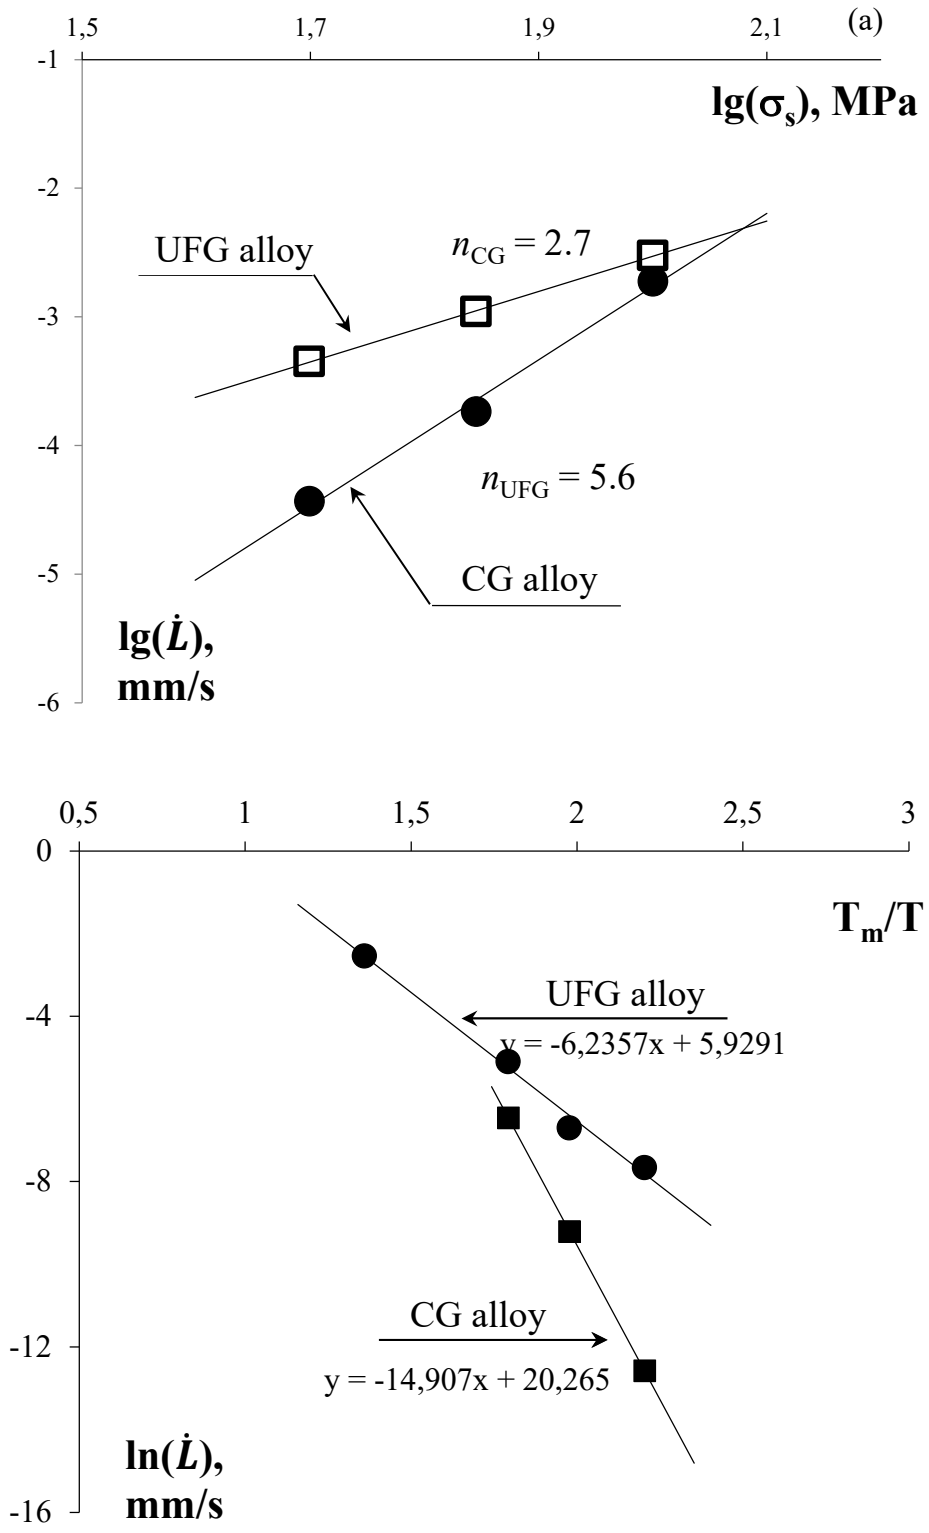 1,5 1,7 1,9 2,1 (a)
-1
lg(σs), MPa
-2
UFG alloy
nCG = 2.7
-3
-4
nUFG = 5.6
CG alloy
-5
lg(L̇),
mm/s
-6
0,5 1 1,5 2 2,5 3
0
Tm/T
UFG alloy
-4
y = -6,2357x + 5,9291
-8
CG alloy
-12
y = -14,907x + 20,265
ln(L̇),
mm/s
-16